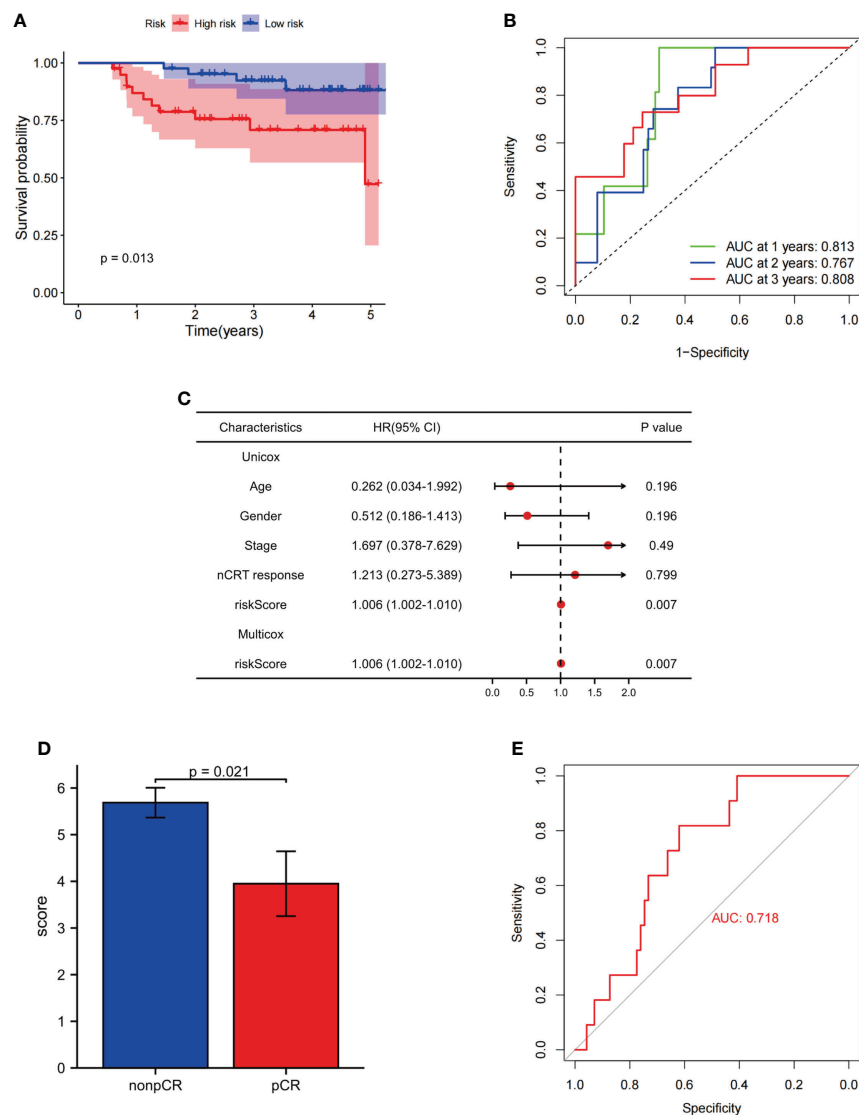 A
Risk High risk Low risk
Survival probability
1.00
0.75
0.50
0.25
0.00
p = 0.013
0 1 2 3 4 5
Time(years)
B
Sensitivity
1.0
0.8
0.6
0.4
0.2
0.0
AUC at 1 years: 0.813
AUC at 2 years: 0.767
AUC at 3 years: 0.808
0.0 0.2 0.4 0.6 0.8 1.0
1−Specificity
C
Characteristics HR(95% CI) P value
Unicox
Age 0.262 (0.034-1.992) 0.196
Gender 0.512 (0.186-1.413) 0.196
Stage 1.697 (0.378-7.629) 0.49
nCRT response 1.213 (0.273-5.389) 0.799
riskScore 1.006 (1.002-1.010) 0.007
Multicox
riskScore 1.006 (1.002-1.010) 0.007
0.0 0.5 1.0 1.5 2.0
D
score
6
5
4
3
2
1
0
p = 0.021
nonpCR pCR
E
Sensitivity
1.0
0.8
0.6
0.4
0.2
0.0
AUC: 0.718
1.0 0.8 0.6 0.4 0.2 0.0
Specificity